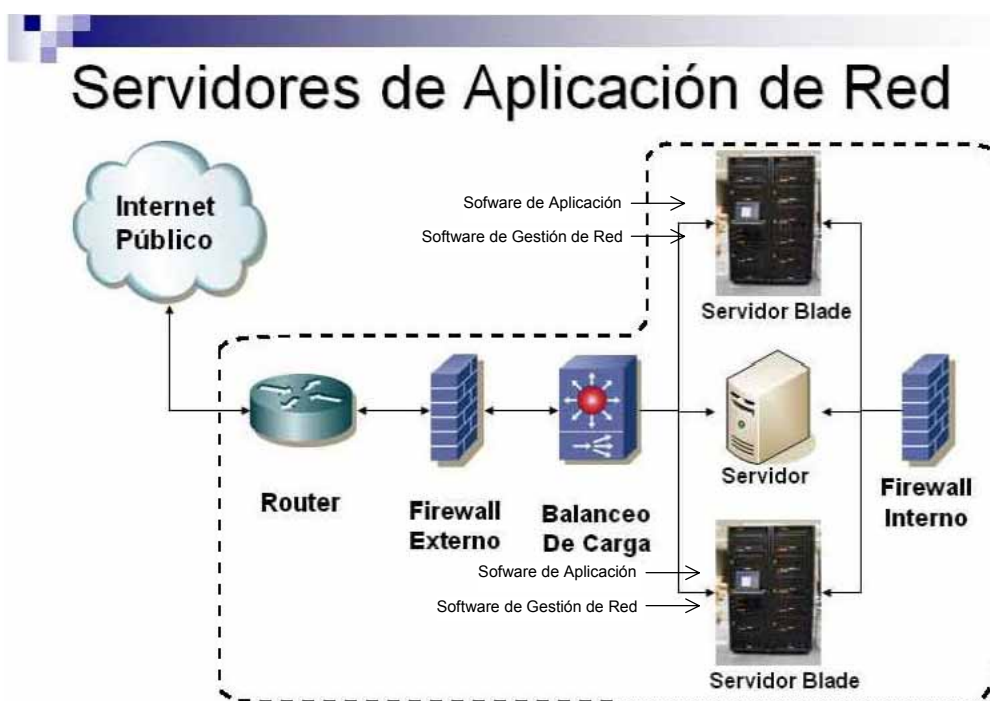 Servidores de Aplicación de Red
Internet
Público
Sofware de Aplicación
Software de Gestión de Red
Servidor Blade
Servidor
Router
Firewall
Externo
Balanceo
De Carga
Firewall
Interno
Sofware de Aplicación
Software de Gestión de Red
Servidor Blade